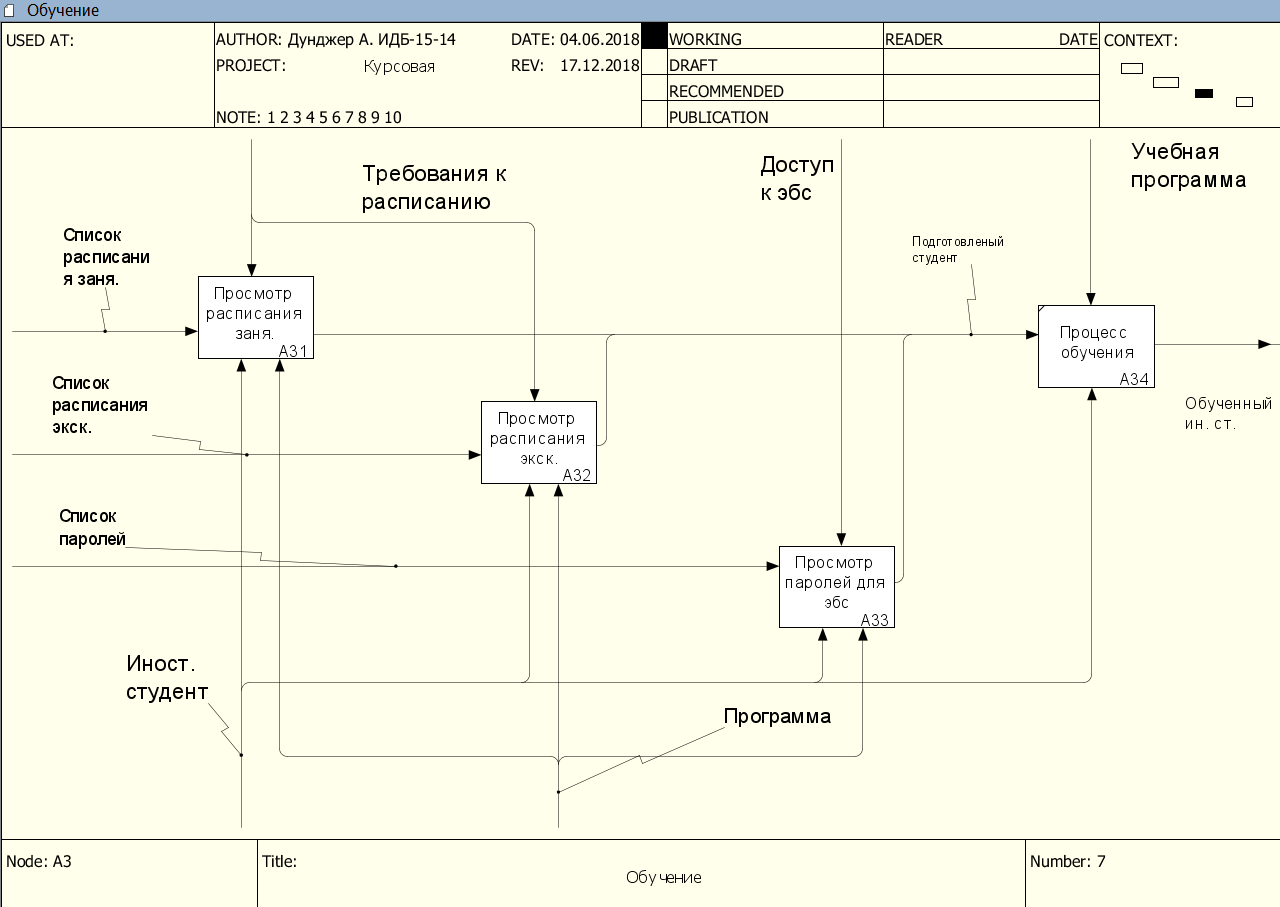 Обучение
USED AT:
AUTHOR: Дунджер А. ИДБ-15-14
DATE: 04.06.2018
PROJECT: Курсовая
REV: 17.12.2018
NOTE: 1 2 3 4 5 6 7 8 9 10
WORKING
DRAFT
RECOMMENDED
PUBLICATION
READER
DATE
CONTEXT:
Требования к
расписанию
Доступ
к эбс
Учебная
программа
Список
расписани
я заня.
Подготовленый
студент
Просмотр
расписания
заня.
A31
Процесс
обучения
A34
Список
расписания
экск.
Просмотр
расписания
экск.
A32
Обученный
ин. ст.
Список
паролей
Просмотр
паролей для
эбс
A33
Иност.
студент
Программа
Node: A3
Title:
Обучение
Number: 7